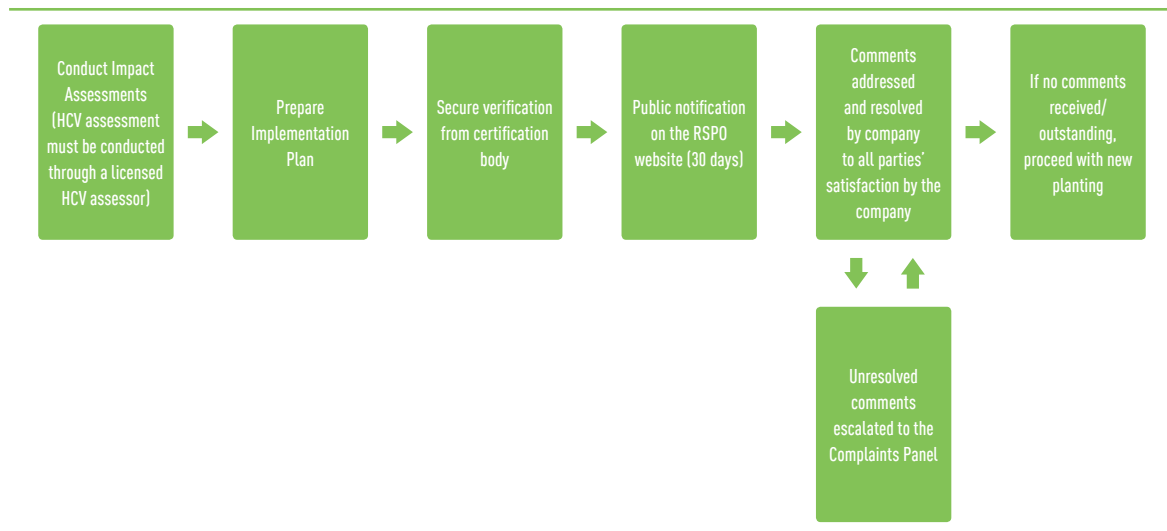 Conduct Impact
Assessments
(HCV assessment
must be conducted
through a licensed
HCV assessor)
Prepare
Implementation
Plan
Secure verification
from certification
body
Public notification
on the RSPO
website (30 days)
Comments
addressed
and resolved
by company
to all parties’
satisfaction by the
company
If no comments
received/
outstanding,
proceed with new
planting
Unresolved
comments
escalated to the
Complaints Panel